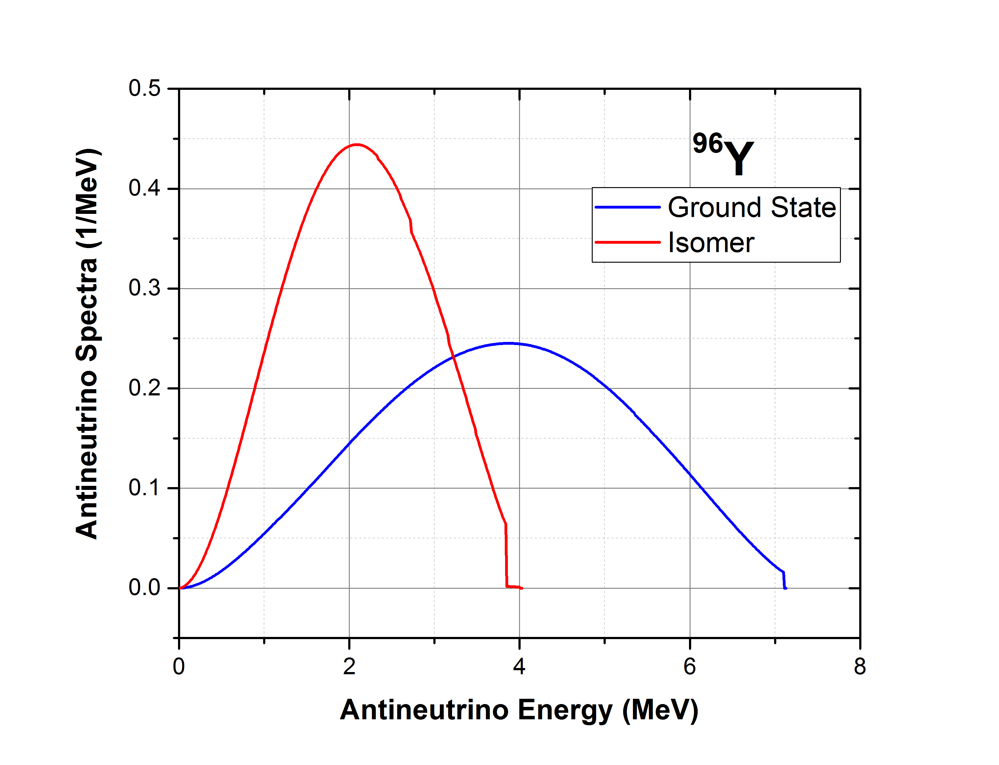 0.5
0.4
0.3
0.2
0.1
0.0
Antineutrino Spectra (1/MeV)
⁹⁶Y
Ground State
Isomer
0 2 4 6 8
Antineutrino Energy (MeV)